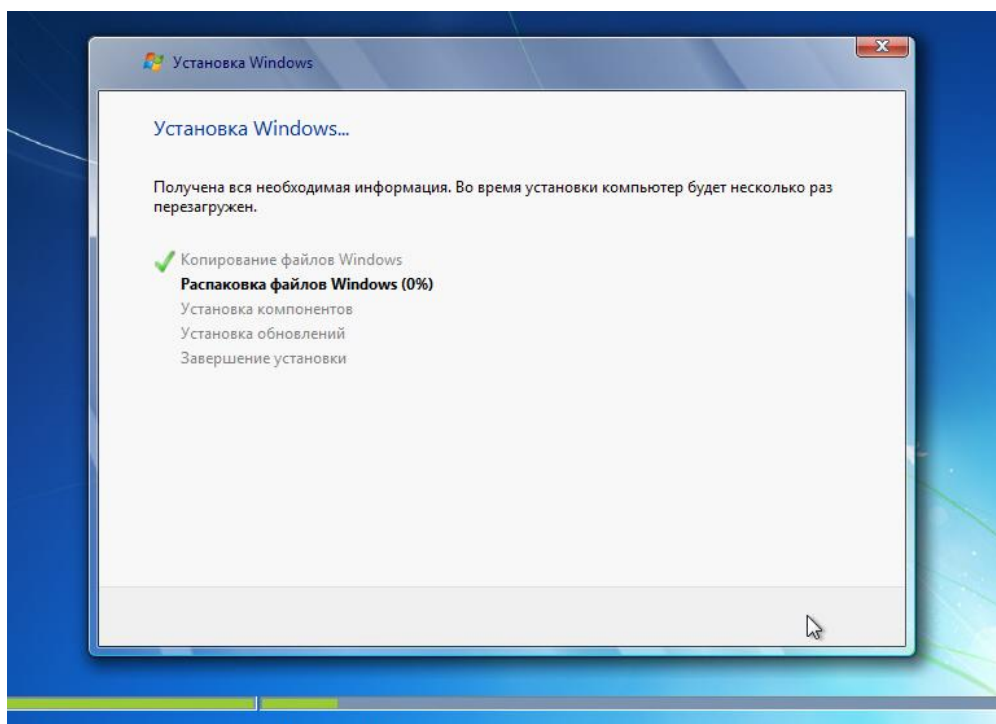 Установка Windows
Установка Windows...
Получена вся необходимая информация. Во время установки компьютер будет несколько раз
перезагружен.
Копирование файлов Windows
Распаковка файлов Windows (0%)
Установка компонентов
Установка обновлений
Завершение установки